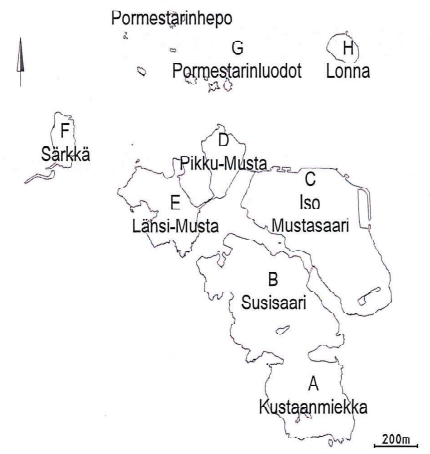 Pormestarinhepo
G
Pormestarinluodot
H
Lonna
F
Särkkä
D
Pikku-Musta
C
Iso
Mustasaari
E
Länsi-Musta
B
Susisaari
A
Kustaanmiekka
200m